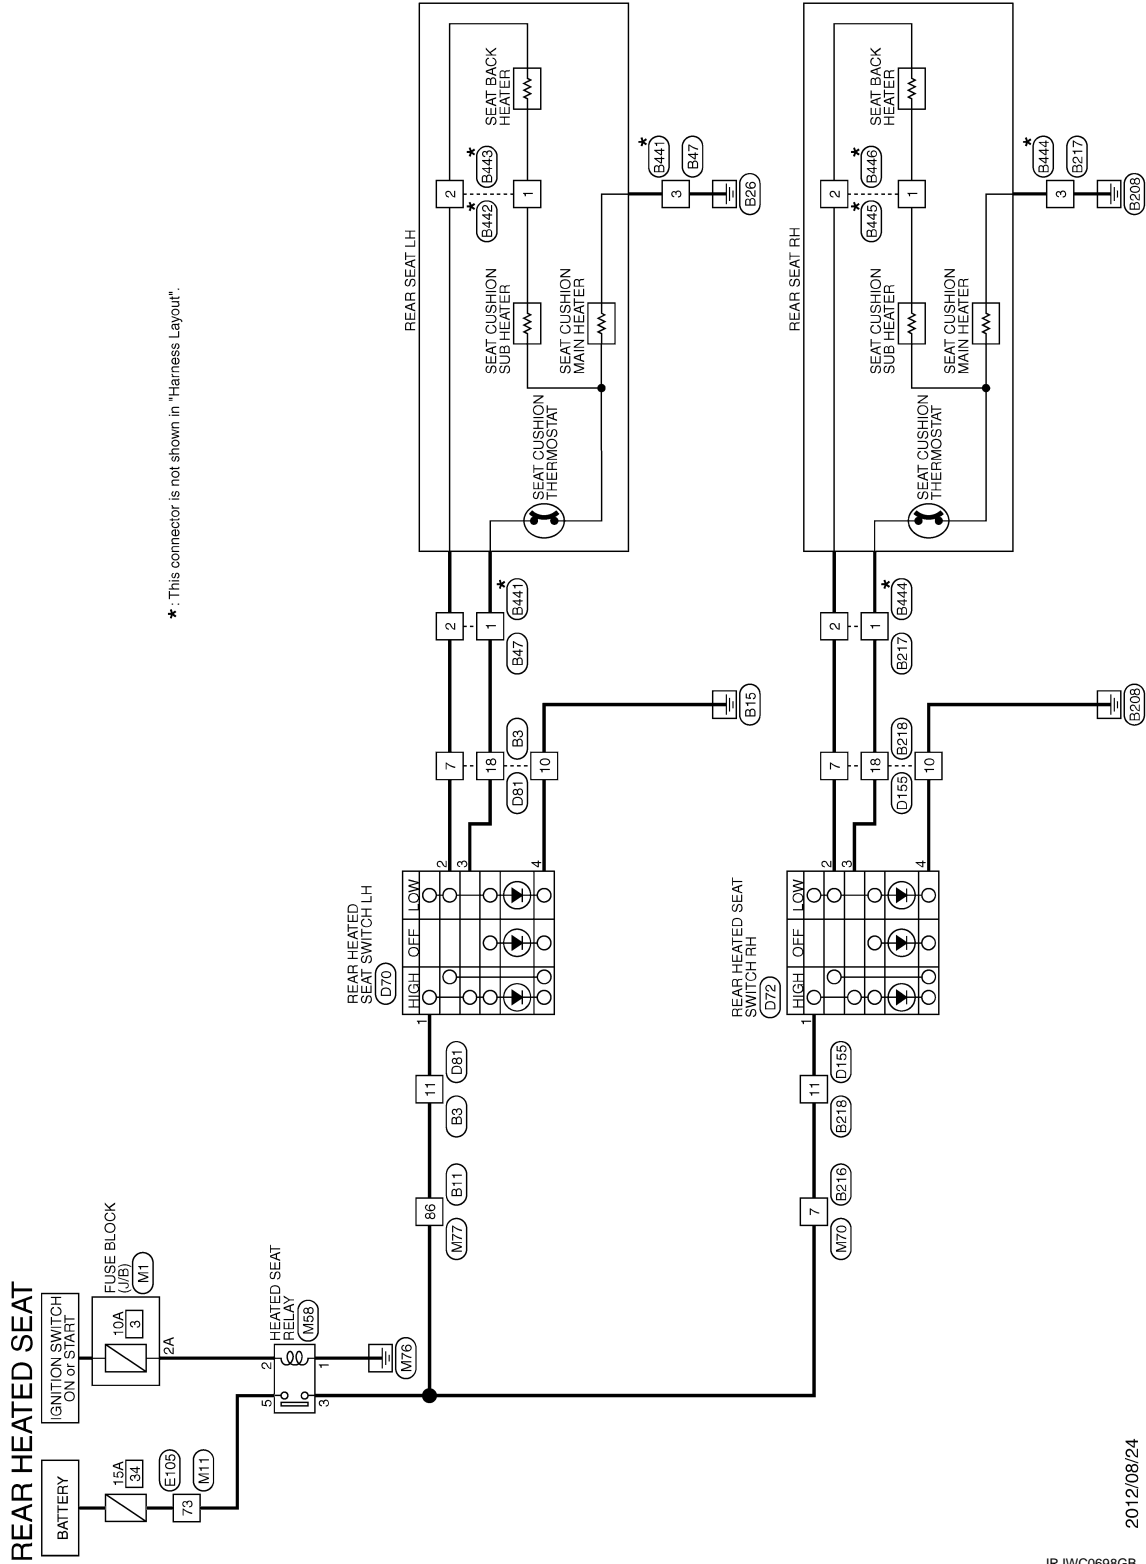 REAR HEATED SEAT
BATTERY
15A
34
E105
73
M11
IGNITION SWITCH
ON or START
FUSE BLOCK
(J/B)
M1
10A
3
2A
HEATED SEAT
RELAY
M58
5
2
3
1
M76
M77
86
B11
B3
11
D81
M70
7
B216
B218
11
D155
REAR HEATED
SEAT SWITCH LH
D70
1
HIGH
OFF
LOW
2
3
4
7
18
10
D81
B3
B15
2
1
B47
*
B441
REAR SEAT LH
SEAT CUSHION
THERMOSTAT
SEAT CUSHION
SUB HEATER
SEAT CUSHION
MAIN HEATER
2
1
*
B442
*
B443
SEAT BACK
HEATER
*
B441
3
B47
B26
REAR HEATED SEAT
SWITCH RH
D72
1
HIGH
OFF
LOW
2
3
4
7
18
10
D155
B218
B208
2
1
B217
*
B444
REAR SEAT RH
SEAT CUSHION
THERMOSTAT
SEAT CUSHION
SUB HEATER
SEAT CUSHION
MAIN HEATER
2
1
*
B445
*
B446
SEAT BACK
HEATER
*
B444
3
B217
B208
* : This connector is not shown in "Harness Layout".
2012/08/24
JRJWC0698GB